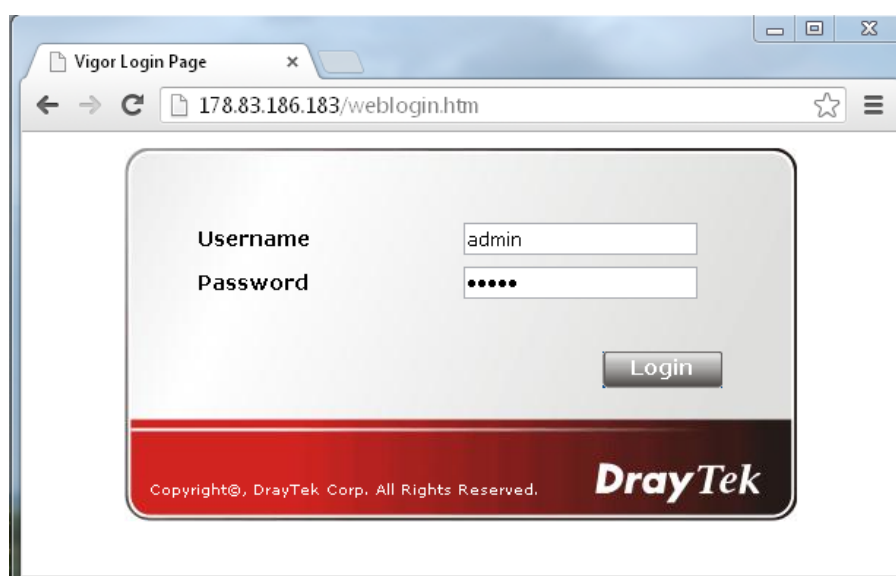 Vigor Login Page
178.83.186.183/weblogin.htm
Username admin
Password •••••
Login
Copyright©, DrayTek Corp. All Rights Reserved.
DrayTek